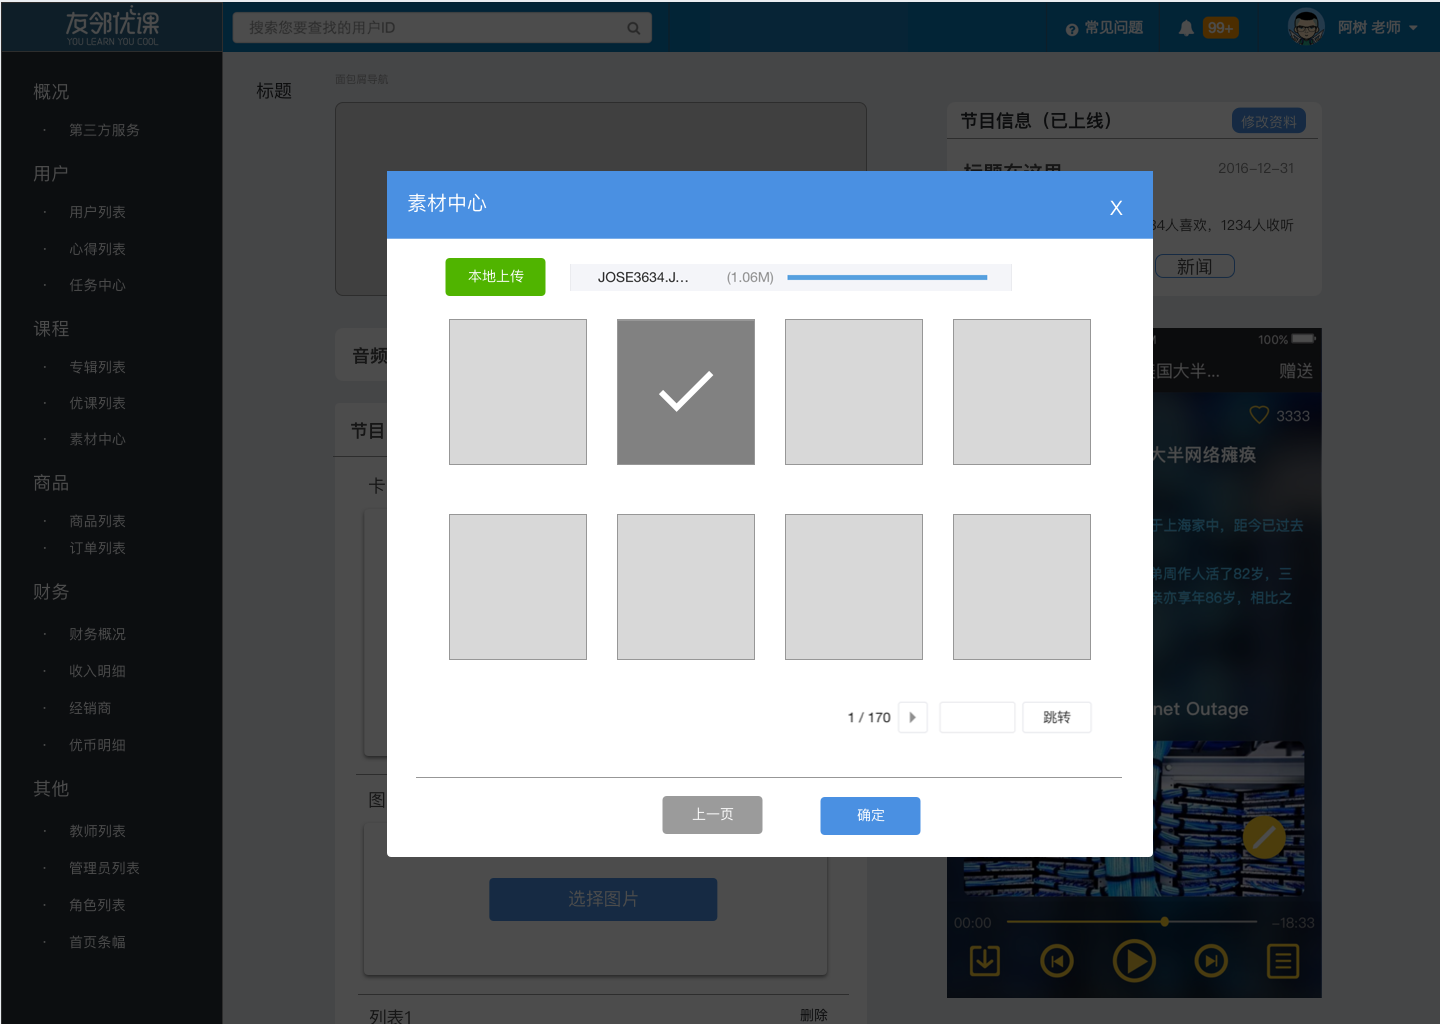 友邻优课
YOU LEARN YOU COOL
搜索您要查找的用户ID
常见问题
99+
阿树 老师
概况
· 第三方服务
用户
· 用户列表
· 心得列表
· 任务中心
课程
· 专辑列表
· 优课列表
· 素材中心
商品
· 商品列表
· 订单列表
财务
· 财务概况
· 收入明细
· 经销商
· 优币明细
其他
· 教师列表
· 管理员列表
· 角色列表
· 首页条幅
标题
节目信息（已上线）
修改资料
标题在这里
2016-12-31
34人喜欢，1234人收听
新闻
素材中心
X
本地上传
JOSE3634.J...
(1.06M)
1 / 170
跳转
上一页
确定
音频
节目
卡
图
选择图片
列表1
删除
100%
国大半...
赠送
3333
大半网络瘫痪
于上海家中，距今已过去
弟周作人活了82岁，三
亲亦享年86岁，相比之
net Outage
00:00
-18:33